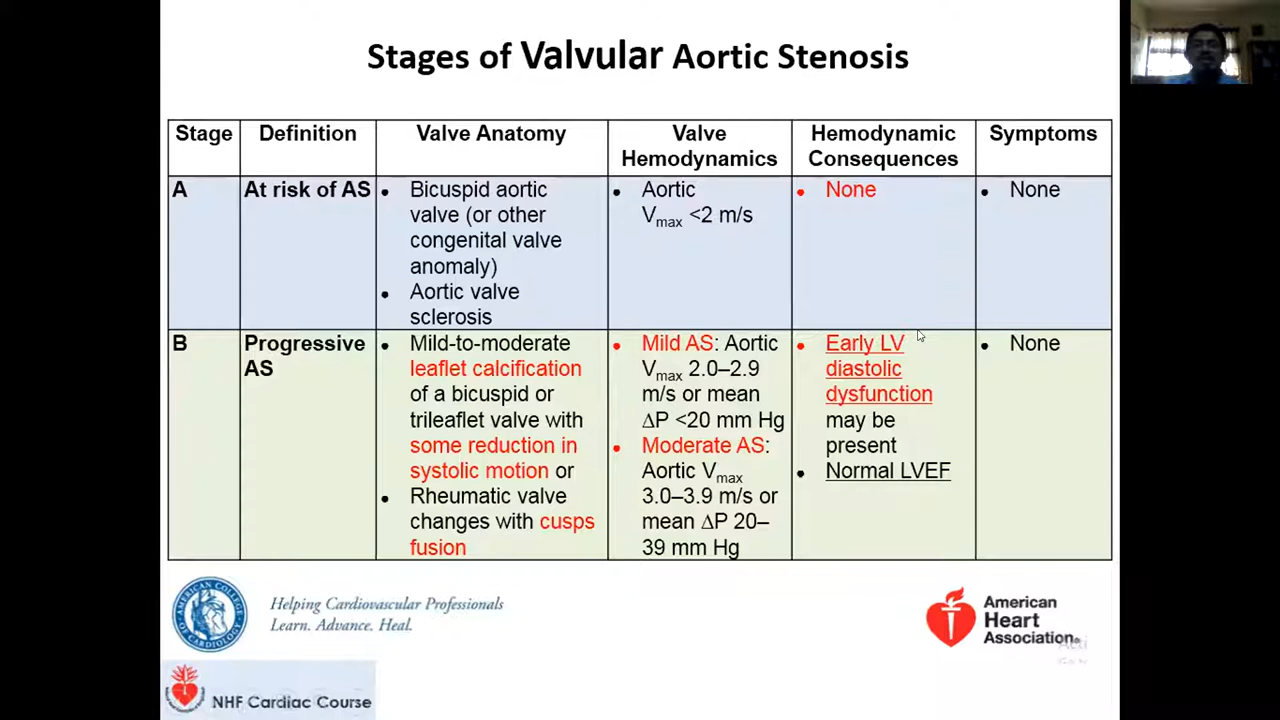 Stages of Valvular Aortic Stenosis
Stage
Definition
Valve Anatomy
Valve
Hemodynamics
Hemodynamic
Consequences
Symptoms
A
At risk of AS
• Bicuspid aortic
valve (or other
congenital valve
anomaly)
• Aortic valve
sclerosis
• Aortic
Vmax <2 m/s
• None
• None
B
Progressive
AS
• Mild-to-moderate
leaflet calcification
of a bicuspid or
trileaflet valve with
some reduction in
systolic motion or
• Rheumatic valve
changes with cusps
fusion
• Mild AS: Aortic
Vmax 2.0–2.9
m/s or mean
∆P <20 mm Hg
• Moderate AS:
Aortic Vmax
3.0–3.9 m/s or
mean ∆P 20–
39 mm Hg
• Early LV
diastolic
dysfunction
may be
present
• Normal LVEF
• None
AMERICAN COLLEGE OF CARDIOLOGY
Helping Cardiovascular Professionals
Learn. Advance. Heal.
American
Heart
Association®
NHF Cardiac Course